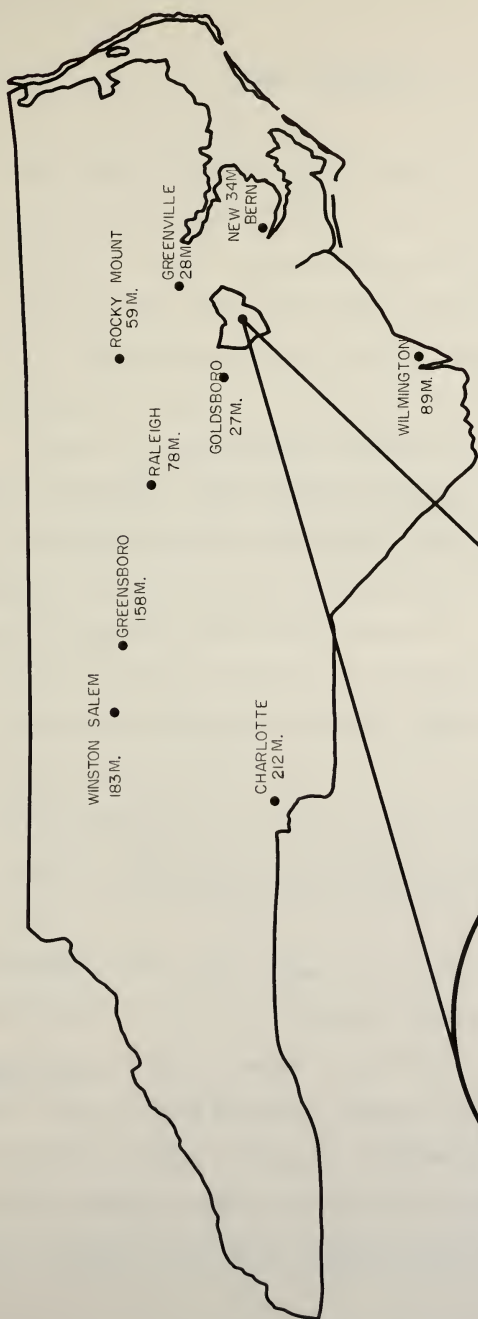 WINSTON SALEM
183M.
GREENSBORO
158M.
RALEIGH
78M.
ROCKY MOUNT
59M.
GREENVILLE
28M.
NEW 34M
BERN
GOLDSBORO
27M.
CHARLOTTE
212M.
WILMINGTON
89M.